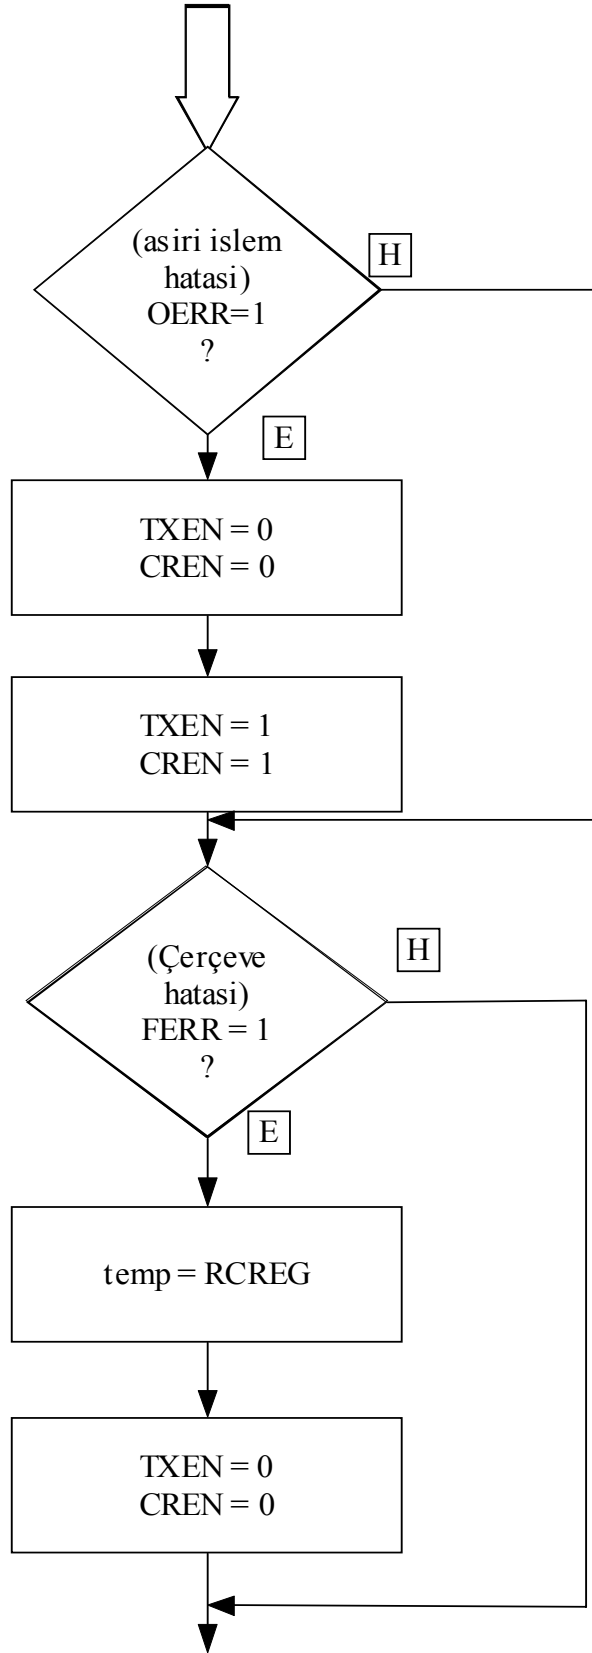 (asiri islem
hatasi)
OERR=1
?
H
E
TXEN = 0
CREN = 0
TXEN = 1
CREN = 1
(Çerçeve
hatasi)
FERR = 1
?
H
E
temp = RCREG
TXEN = 0
CREN = 0